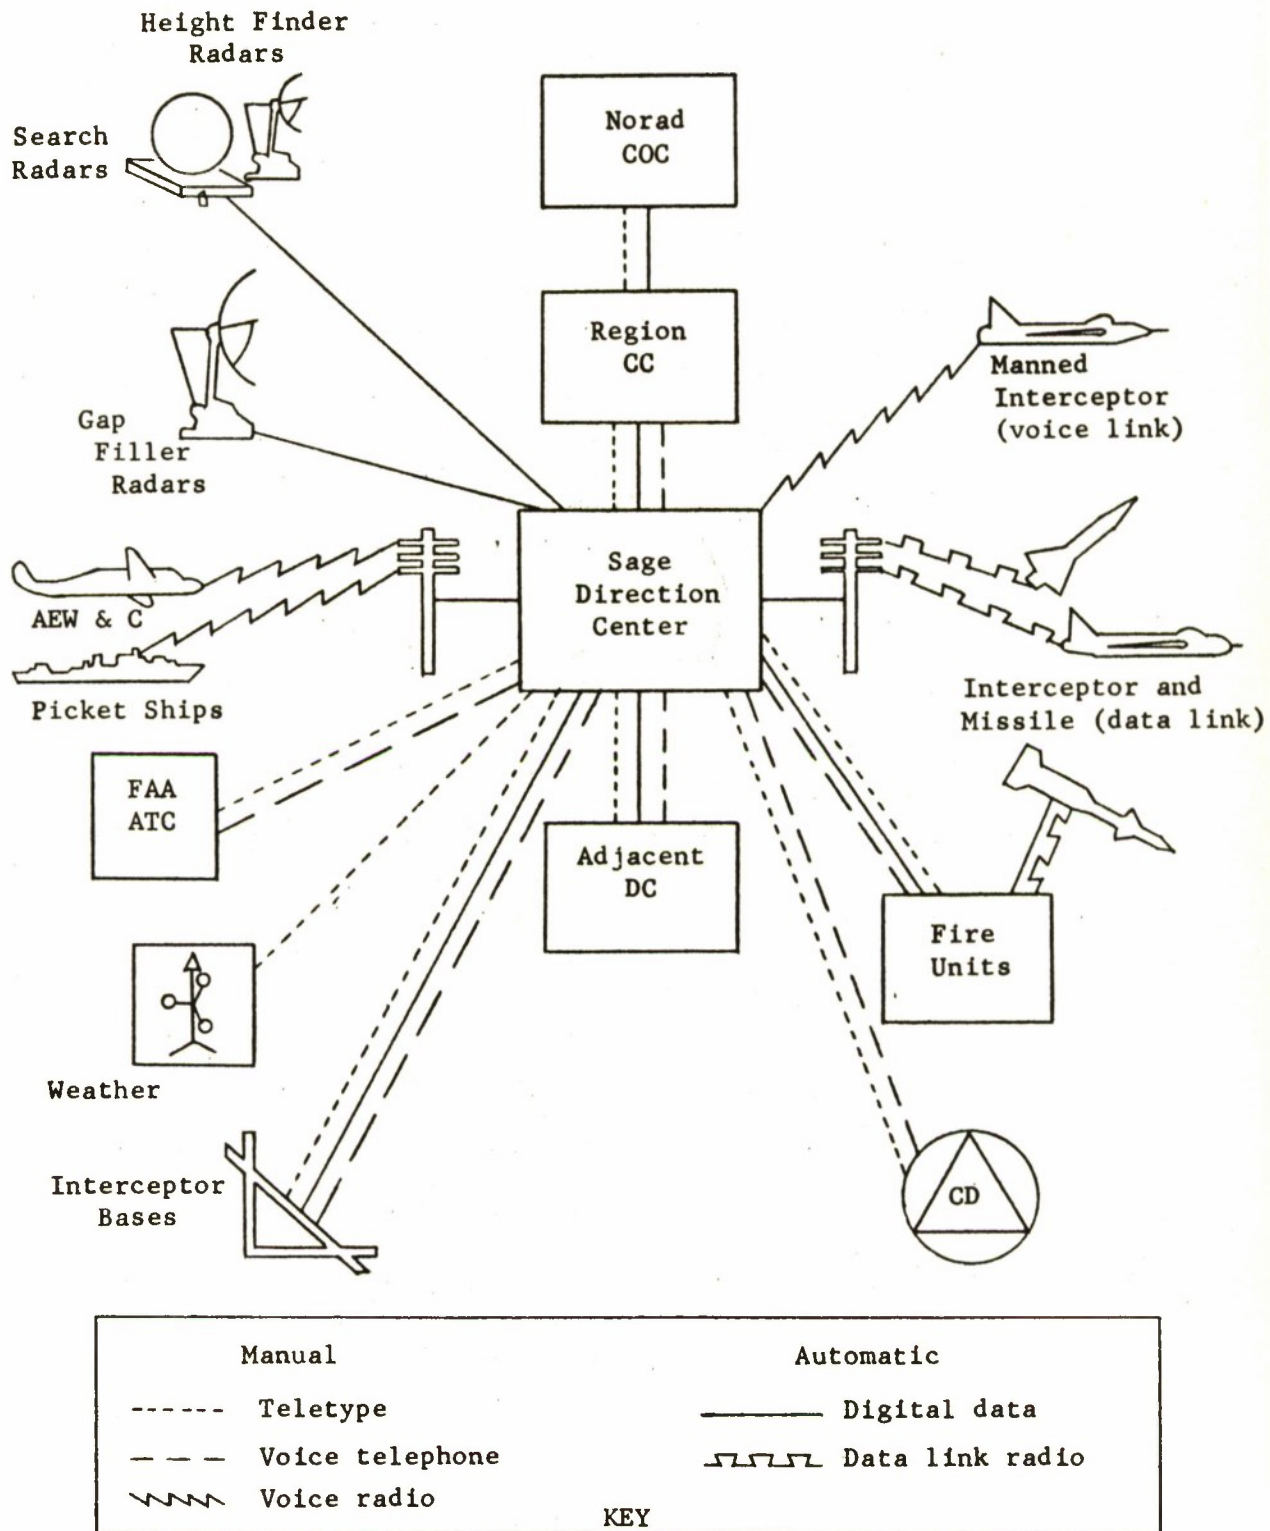 Height Finder
Radars
Search
Radars
Norad
COC
Region
CC
Manned
Interceptor
(voice link)
Gap
Filler
Radars
Sage
Direction
Center
AEW & C
Picket Ships
Interceptor and
Missile (data link)
FAA
ATC
Adjacent
DC
Fire
Units
Weather
Interceptor
Bases
CD
Manual
Automatic
Teletype
Digital data
Voice telephone
Data link radio
Voice radio
KEY